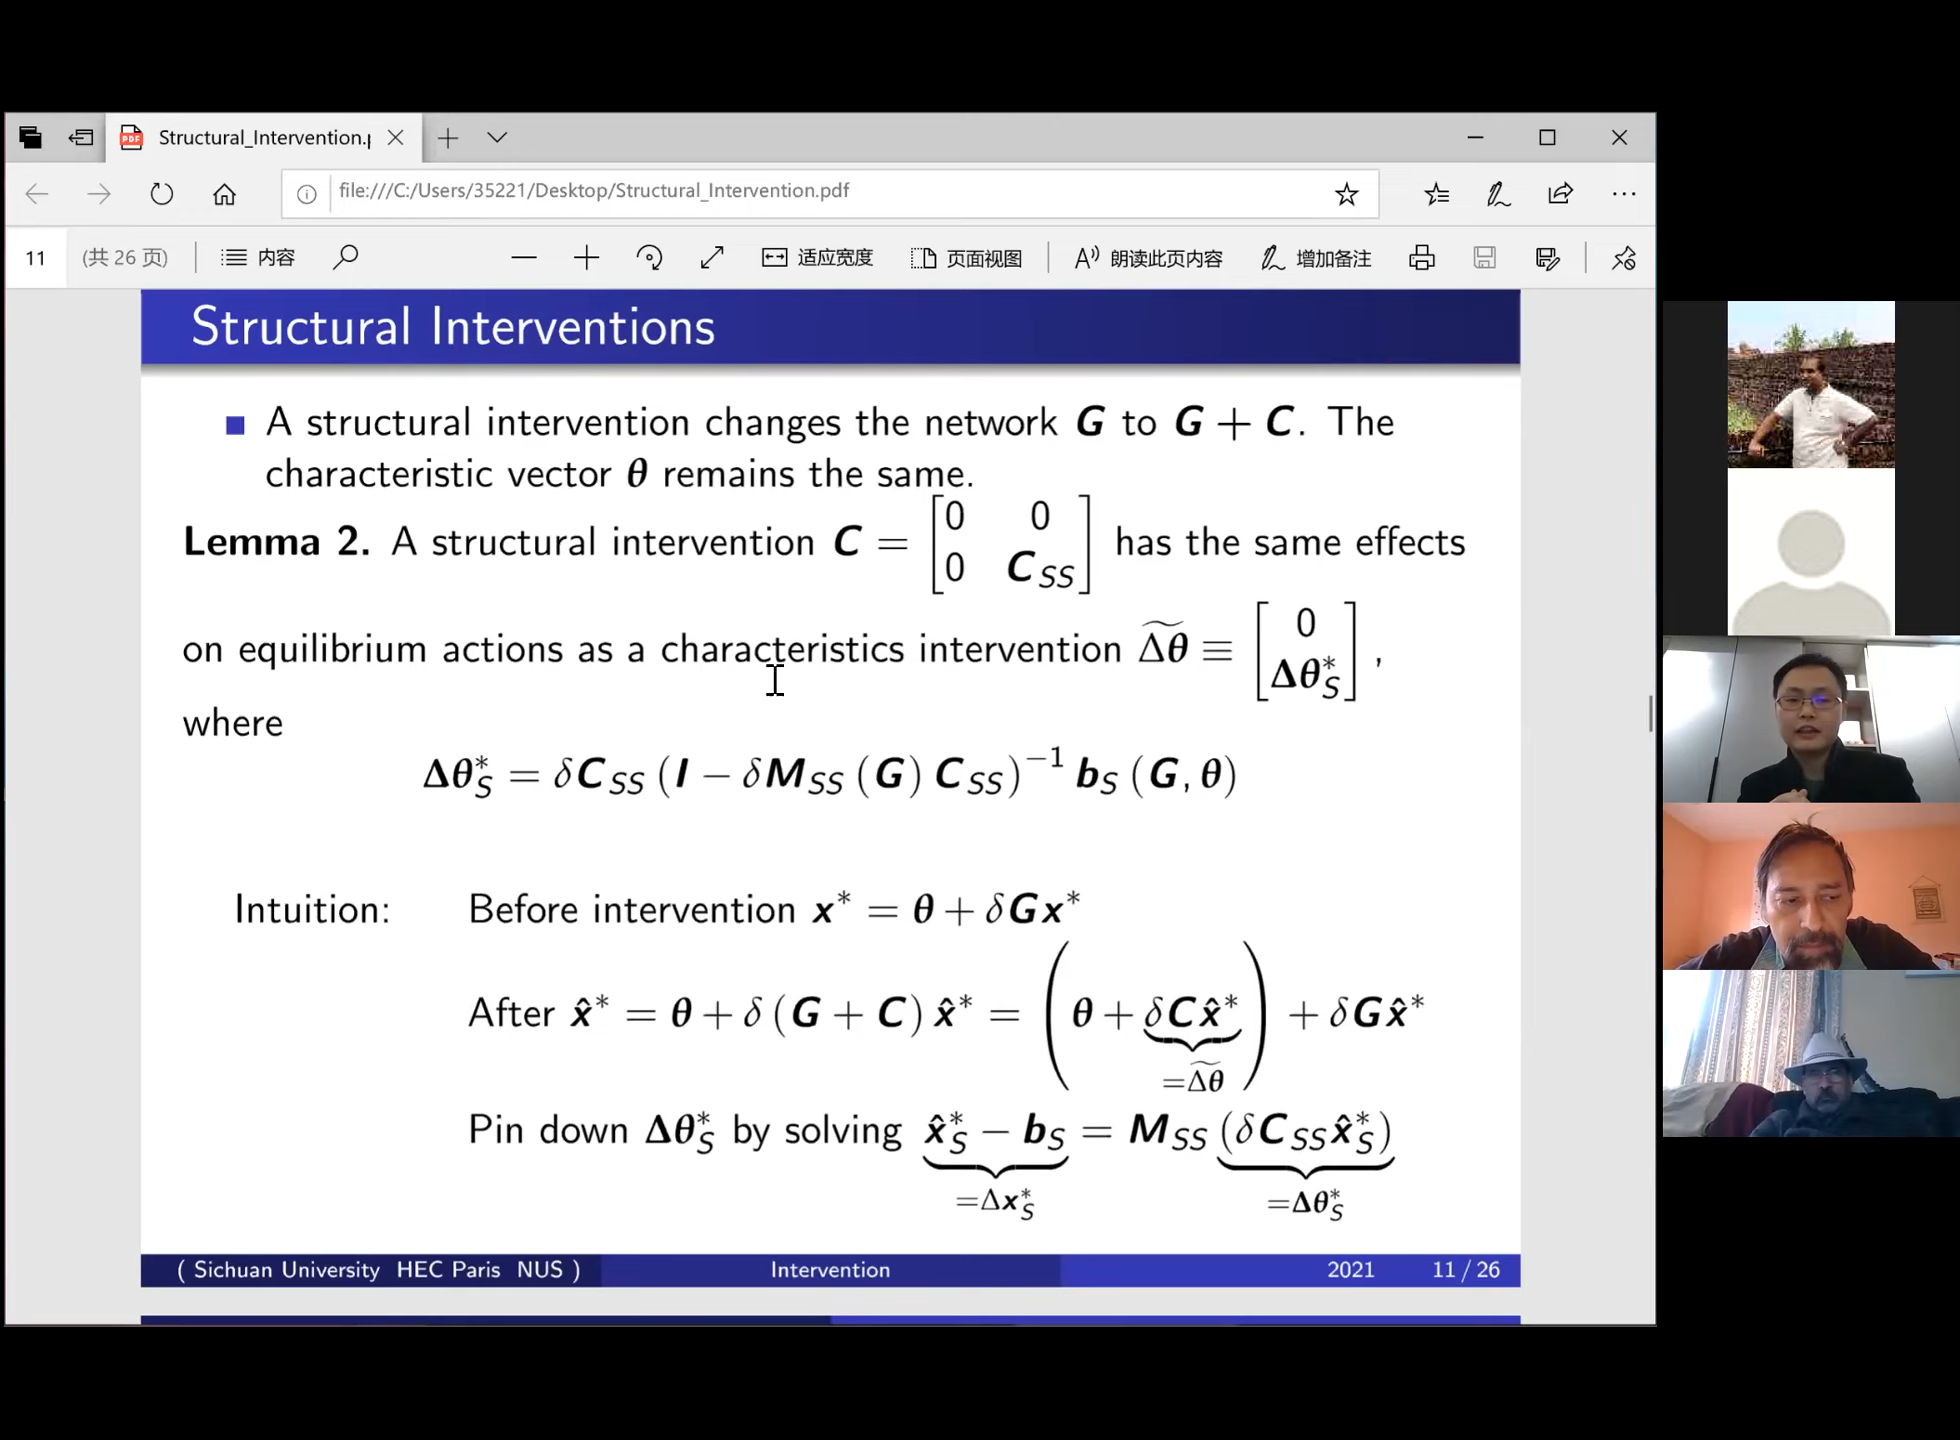 Structural_Intervention.p
file:///C:/Users/35221/Desktop/Structural_Intervention.pdf
11 (共 26 页) 内容 适应宽度 页面视图 朗读此页内容 增加备注
Structural Interventions
A structural intervention changes the network G to G + C. The
characteristic vector θ remains the same.
Lemma 2. A structural intervention C = [0 0; 0 C_SS] has the same effects
on equilibrium actions as a characteristics intervention \widetilde{Δθ} ≡ [0; Δθ*_S],
where
Δθ*_S = δC_SS (I − δM_SS (G) C_SS)^{−1} b_S (G, θ)
Intuition: Before intervention x* = θ + δGx*
After x̂* = θ + δ (G + C) x̂* = (θ + δCx̂*) + δGx̂*
=\widetilde{Δθ}
Pin down Δθ*_S by solving x̂*_S − b_S = M_SS (δC_SS x̂*_S)
=Δx*_S =Δθ*_S
( Sichuan University HEC Paris NUS ) Intervention 2021 11 / 26